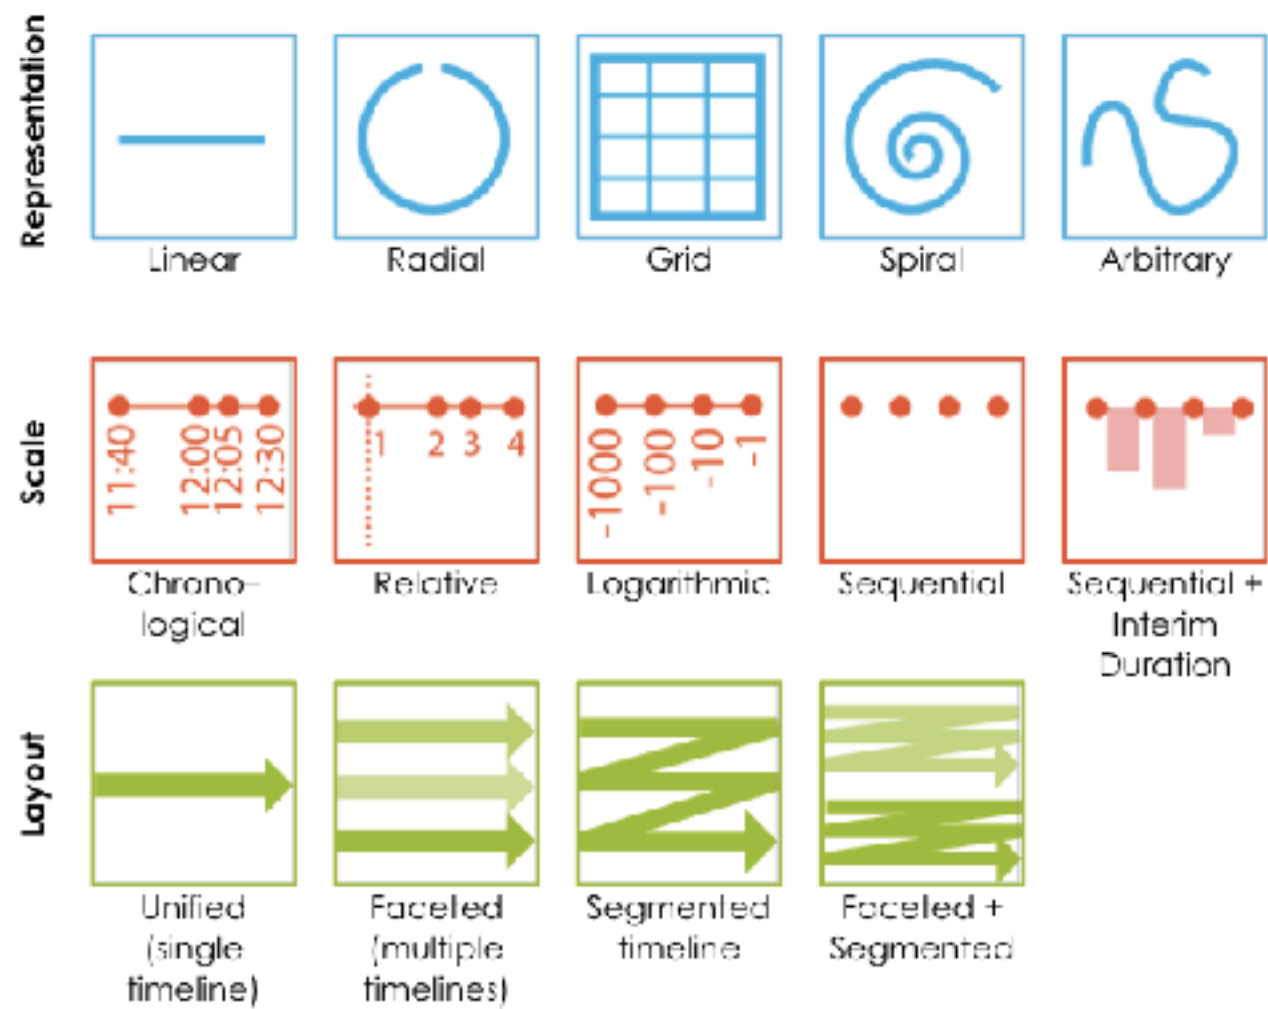 Representation
Linear
Radial
Grid
Spiral
Arbitrary
Scale
11:40
12:00
12:05
12:30
1
2
3
4
-1000
-100
-10
-1
Chrono-
logical
Relative
Logarithmic
Sequential
Sequential +
Interim
Duration
Layout
Unified
(single
timeline)
Faceted
(multiple
timelines)
Segmented
timeline
Faceted +
Segmented